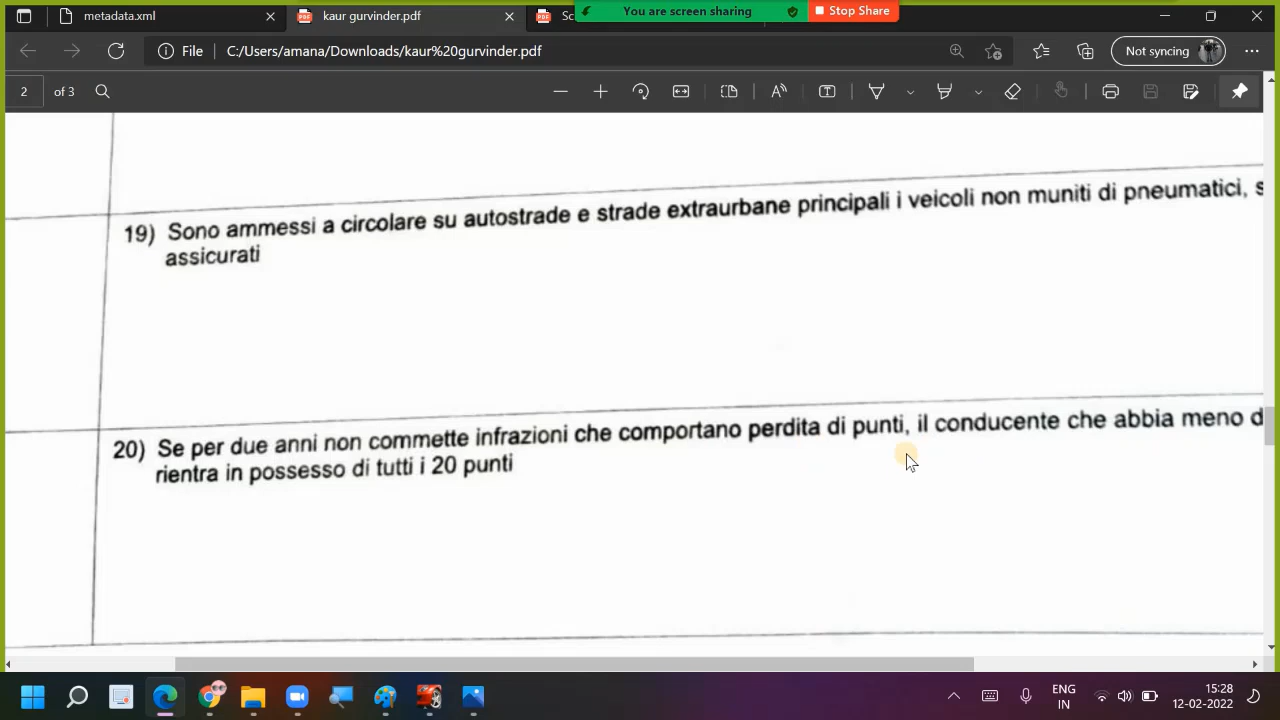 metadata.xml
kaur gurvinder.pdf
You are screen sharing
Stop Share
File
C:/Users/amana/Downloads/kaur%20gurvinder.pdf
Not syncing
2 of 3
19) Sono ammessi a circolare su autostrade e strade extraurbane principali i veicoli non muniti di pneumatici, s
assicurati
20) Se per due anni non commette infrazioni che comportano perdita di punti, il conducente che abbia meno d
rientra in possesso di tutti i 20 punti
ENG
IN
15:28
12-02-2022